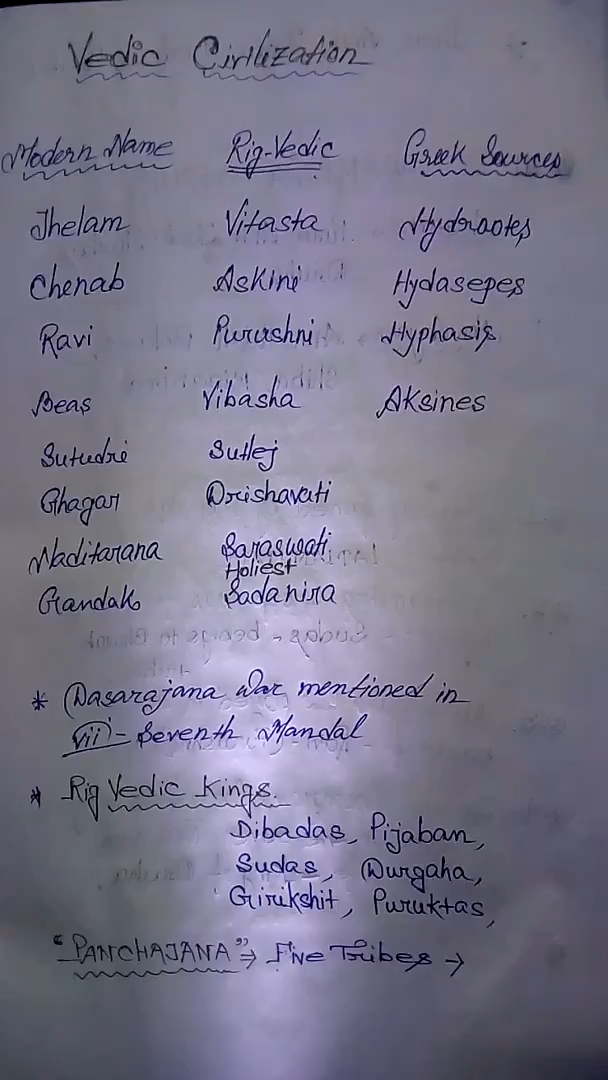 Vedic Civilization
Modern Name Rig-Vedic Greek Sources
Jhelam Vitasta Hydraotes
Chenab Askini Hydasepes
Ravi Purushni Hyphasis
Beas Vibasha Aksines
Sutudri Sutlej
Ghagar Drishavati
Naditarana Saraswati
Holiest
Gandak Sadanira
* Dasarajana War mentioned in
vii - Seventh Mandal
* Rig Vedic Kings.
Dibadas, Pijaban,
Sudas, Durgaha,
Girikshit, Puruktas,
"PANCHAJANA" → Five Tribes →